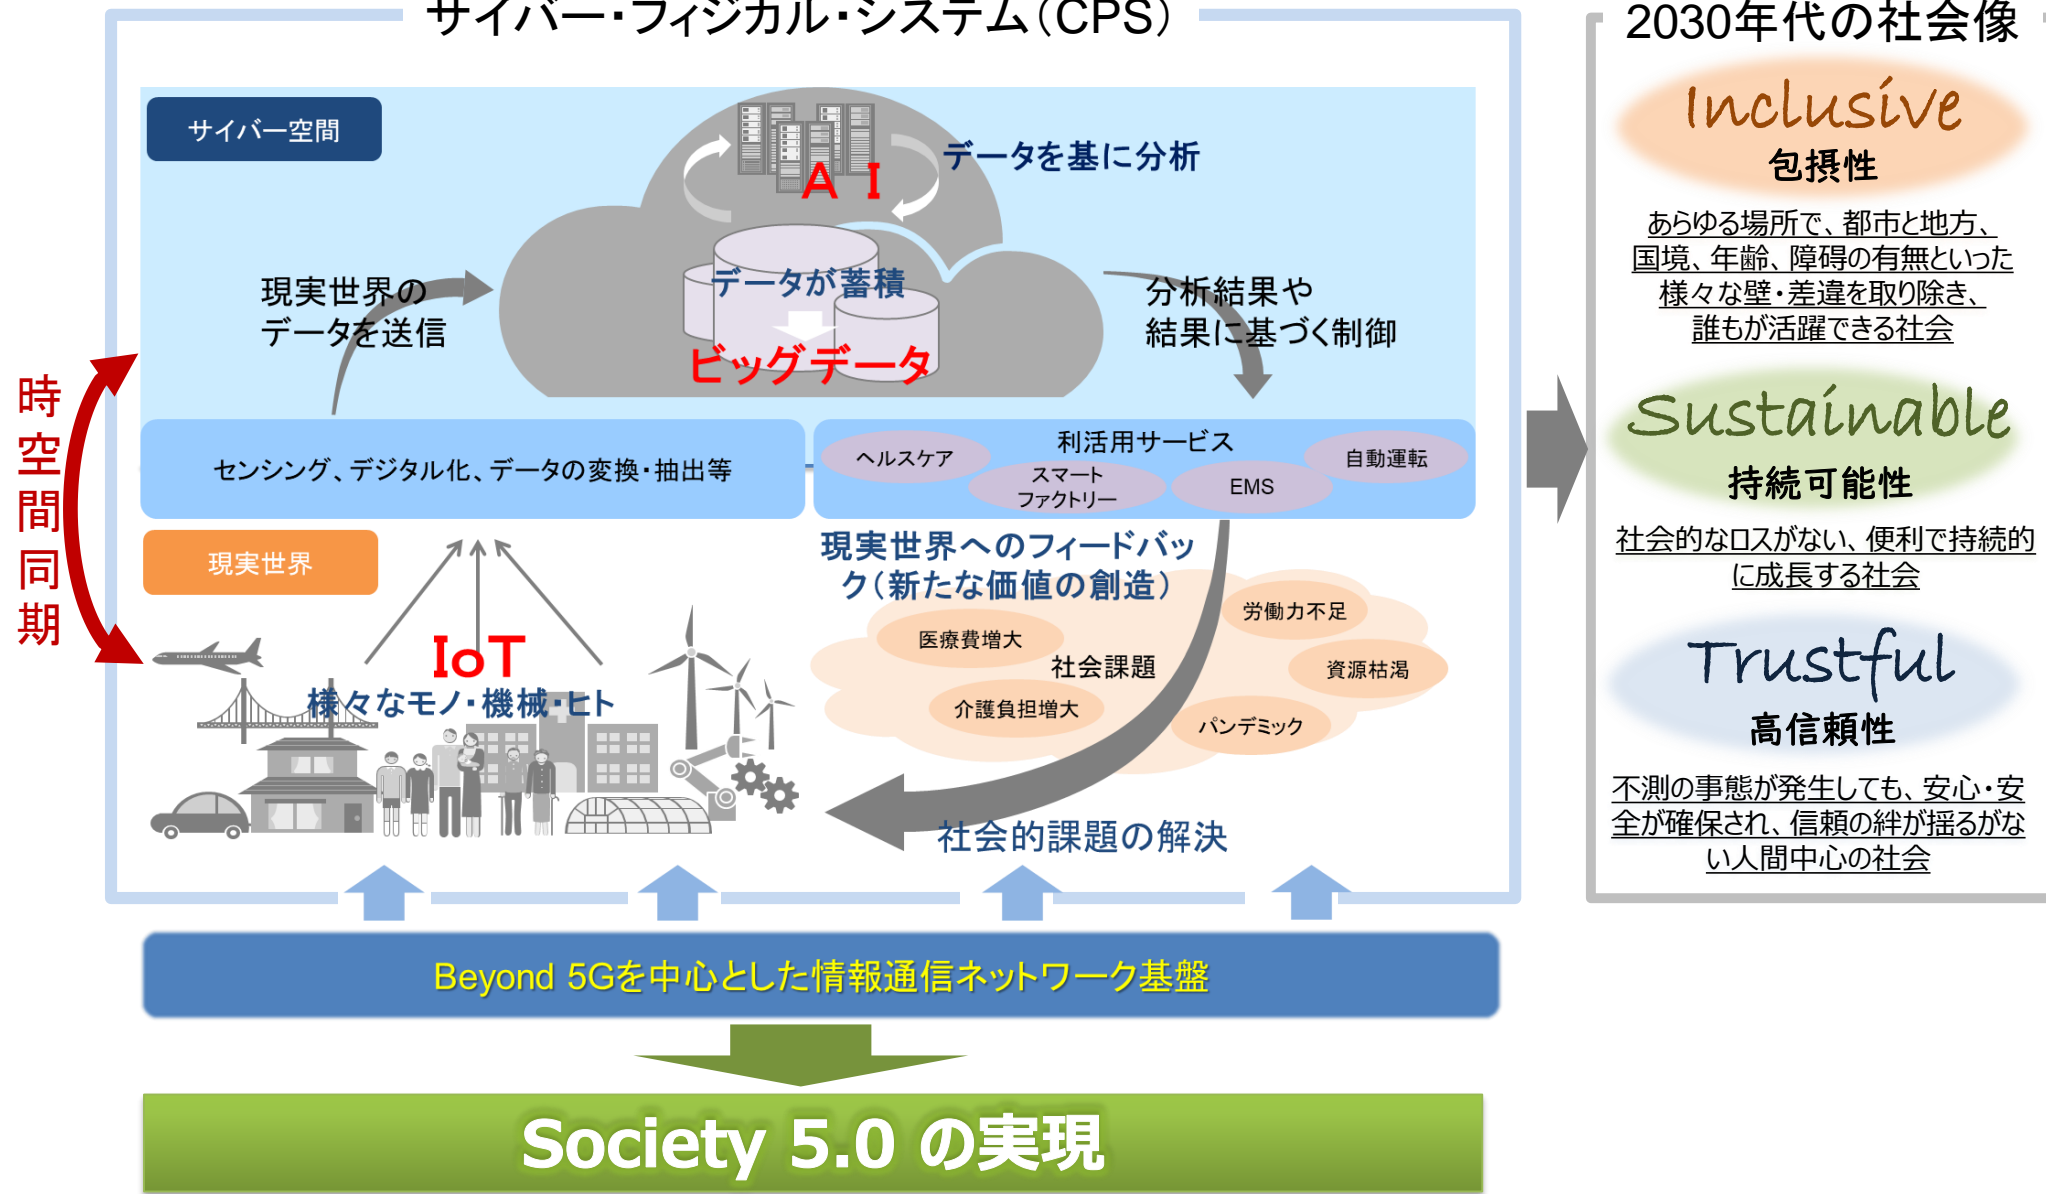 サイバー・フィジカル・システム(CPS)
サイバー空間
AI
データを基に分析
データが蓄積
ビッグデータ
現実世界の
データを送信
分析結果や
結果に基づく制御
時空間同期
センシング、デジタル化、データの変換・抽出等
利活用サービス
ヘルスケア
スマート
ファクトリー
EMS
自動運転
現実世界
IoT
様々なモノ・機械・ヒト
現実世界へのフィードバッ
ク(新たな価値の創造)
医療費増大
労働力不足
社会課題
資源枯渇
介護負担増大
パンデミック
社会的課題の解決
Beyond 5Gを中心とした情報通信ネットワーク基盤
Society 5.0 の実現
2030年代の社会像
Inclusive
包摂性
あらゆる場所で、都市と地方、
国境、年齢、障碍の有無といった
様々な壁・差違を取り除き、
誰もが活躍できる社会
Sustainable
持続可能性
社会的なロスがない、便利で持続的
に成長する社会
Trustful
高信頼性
不測の事態が発生しても、安心・安
全が確保され、信頼の絆が揺るがな
い人間中心の社会